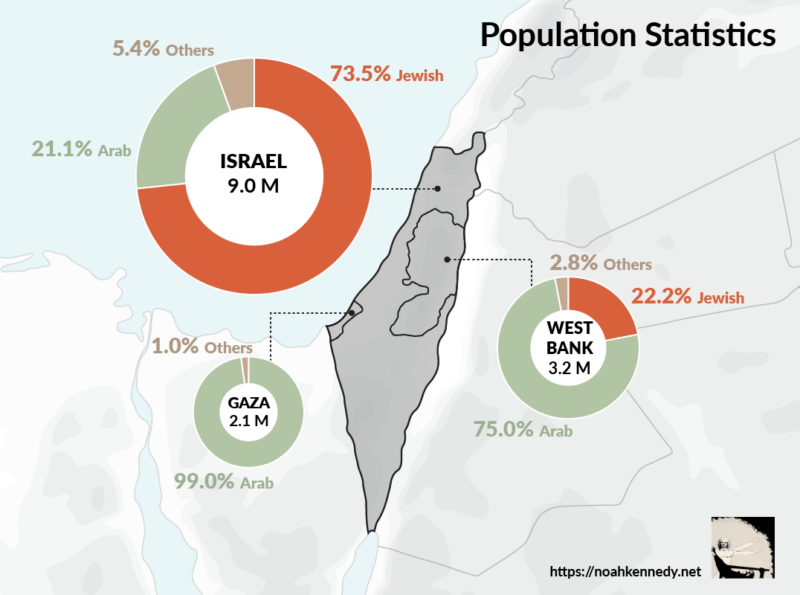 Population Statistics
5.4% Others
73.5% Jewish
21.1% Arab
ISRAEL
9.0 M
2.8% Others
22.2% Jewish
WEST
BANK
3.2 M
75.0% Arab
1.0% Others
GAZA
2.1 M
99.0% Arab
https://noahkennedy.net